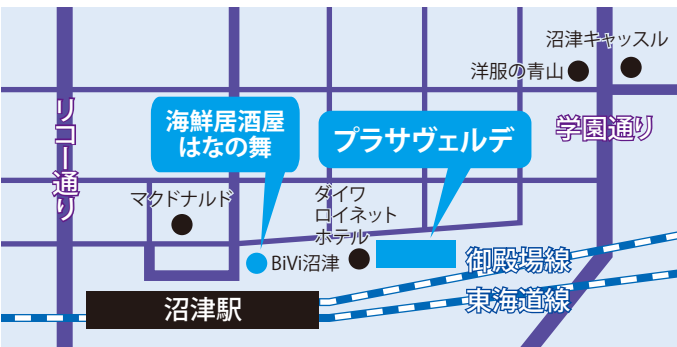 沼津キャッスル
洋服の青山
リコー通り
海鮮居酒屋
はなの舞
プラサヴェルデ
学園通り
マクドナルド
ダイワ
ロイネット
ホテル
BiVi沼津
御殿場線
東海道線
沼津駅